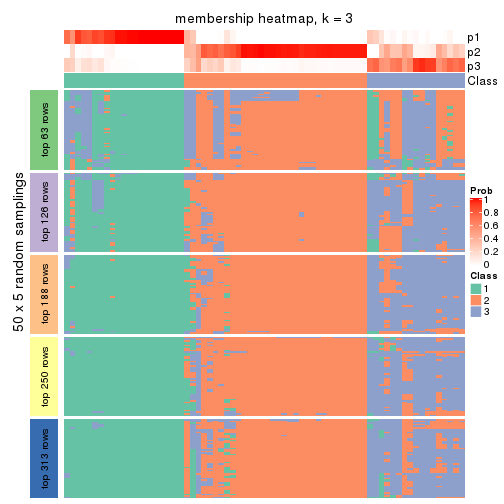 membership heatmap, k = 3
p1
p2
p3
Class
50 x 5 random samplings
top 63 rows
top 126 rows
top 188 rows
top 250 rows
top 313 rows
Prob
1
0.8
0.6
0.4
0.2
0
Class
1
2
3